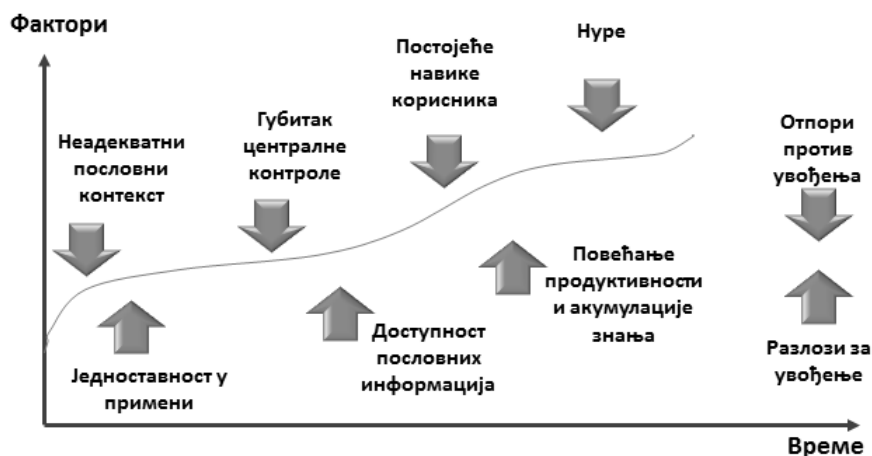 Фактори
Неадекватни
пословни
контекст
Губитак
централне
контроле
Постојеће
навике
корисника
Hype
Отпори
против
увођења
Једноставност у
примени
Доступност
пословних
информација
Повећање
продуктивности
и акумулације
знања
Разлози за
увођење
Време